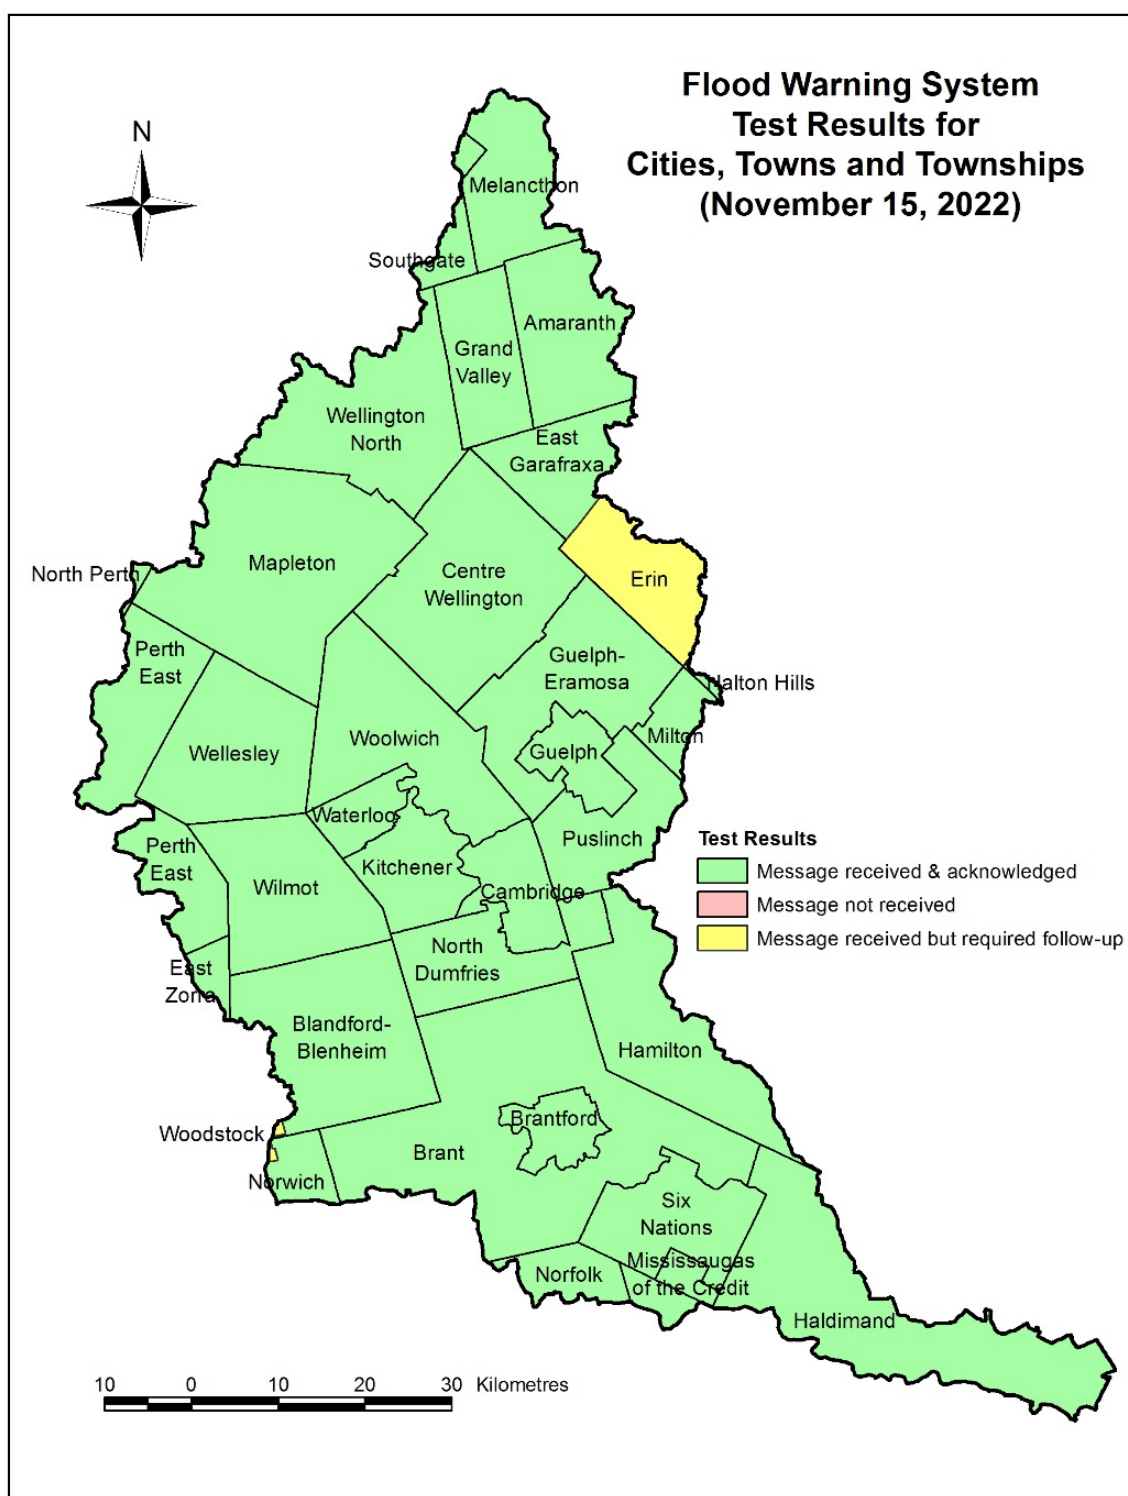 Flood Warning System
Test Results for
Cities, Towns and Townships
(November 15, 2022)
N
Melancthon
Southgate
Amaranth
Grand
Valley
Wellington
North
East
Garafraxa
Mapleton
North Perth
Centre
Wellington
Erin
Perth
East
Guelph-
Eramosa
Halton Hills
Milton
Woolwich
Guelph
Wellesley
Waterloo
Puslinch
Perth
East
Kitchener
Wilmot
Cambridge
Test Results
Message received & acknowledged
Message not received
Message received but required follow-up
North
Dumfries
East
Zorra
Blandford-
Blenheim
Hamilton
Brantford
Woodstock
Brant
Norwich
Six
Nations
Mississaugas
of the Credit
Norfolk
Haldimand
10 0 10 20 30 Kilometres